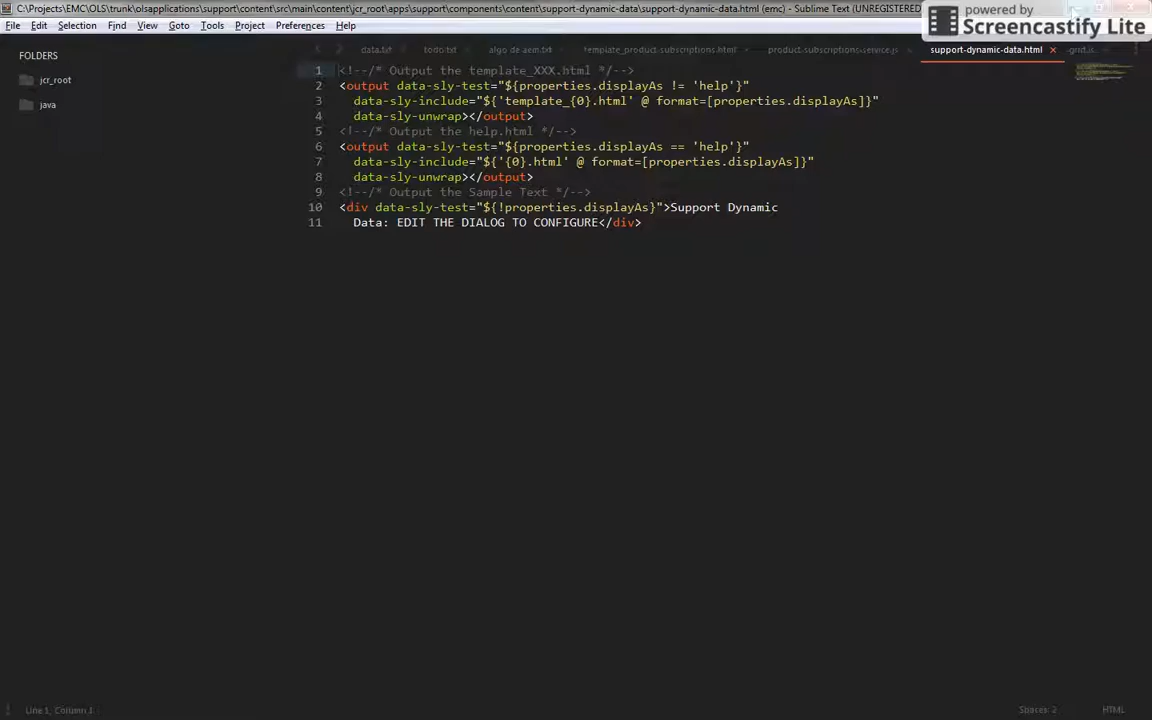 C:\Projects\EMC\OLS\trunk\olsapplications\support\content\src\main\content\jcr_root\apps\support\components\content\support-dynamic-data\support-dynamic-data.html (emc) - Sublime Text (UNREGISTERED
powered by
Screencastify Lite
File Edit Selection Find View Goto Tools Project Preferences Help
FOLDERS
jcr_root
java
data.txt todo.txt algo de aem.txt template_product.subscriptions.html product.subscriptions.service.js support-dynamic-data.html × grid.js
1 <!--/* Output the template_XXX.html */-->
2 <output data-sly-test="${properties.displayAs != 'help'}"
3 data-sly-include="${'template_{0}.html' @ format=[properties.displayAs]}"
4 data-sly-unwrap></output>
5 <!--/* Output the help.html */-->
6 <output data-sly-test="${properties.displayAs == 'help'}"
7 data-sly-include="${'{0}.html' @ format=[properties.displayAs]}"
8 data-sly-unwrap></output>
9 <!--/* Output the Sample Text */-->
10 <div data-sly-test="${!properties.displayAs}">Support Dynamic
11 Data: EDIT THE DIALOG TO CONFIGURE</div>
Line 1, Column 1
Spaces: 2 HTML